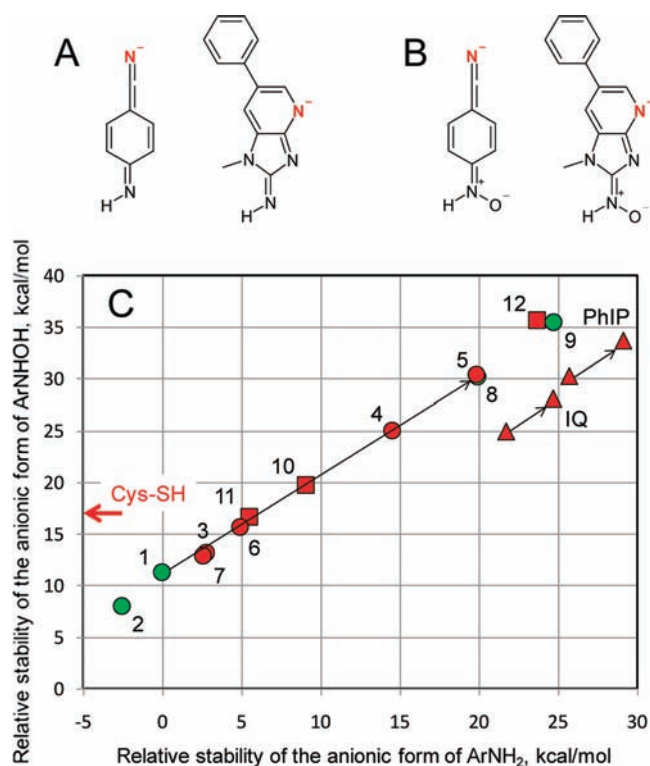 A
B
N⁻
N⁻
N⁻
N⁻
N
N
N
N
H
N
H
N
N
N
H
N⁺
O⁻
H
N⁺
O⁻
C
Relative stability of the anionic form of ArNHOH, kcal/mol
40
35
30
25
20
15
10
5
0
12
PhIP
9
5
8
4
IQ
10
11
Cys-SH
3
6
1
7
2
-5 0 5 10 15 20 25 30
Relative stability of the anionic form of ArNH₂, kcal/mol